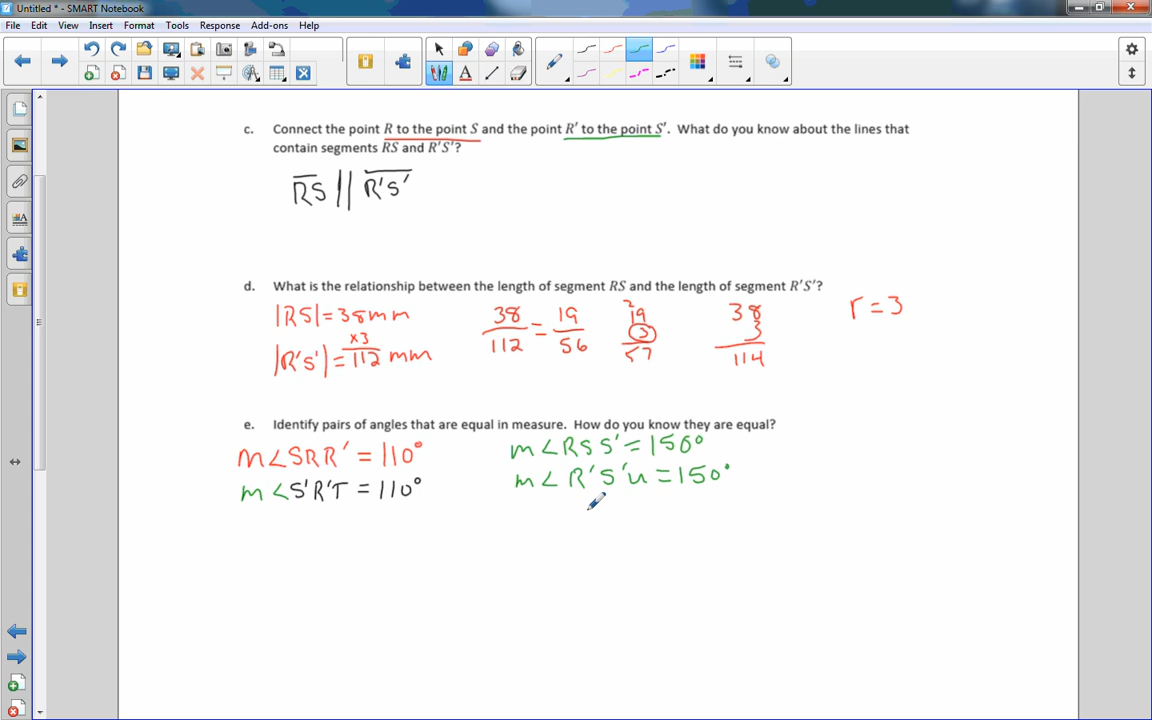 Untitled * - SMART Notebook
File Edit View Insert Format Tools Response Add-ons Help
c. Connect the point R to the point S and the point R′ to the point S′. What do you know about the lines that
contain segments RS and R′S′?
RS || R'S'
d. What is the relationship between the length of segment RS and the length of segment R′S′?
|RS| = 38mm
x3
|R'S'| = 112 mm
38/112 = 19/56
2
19
3
57
38
3
114
r = 3
e. Identify pairs of angles that are equal in measure. How do you know they are equal?
m∠SRR' = 110°
m∠S'R'T = 110°
m∠RSS' = 150°
m∠R'S'U = 150°